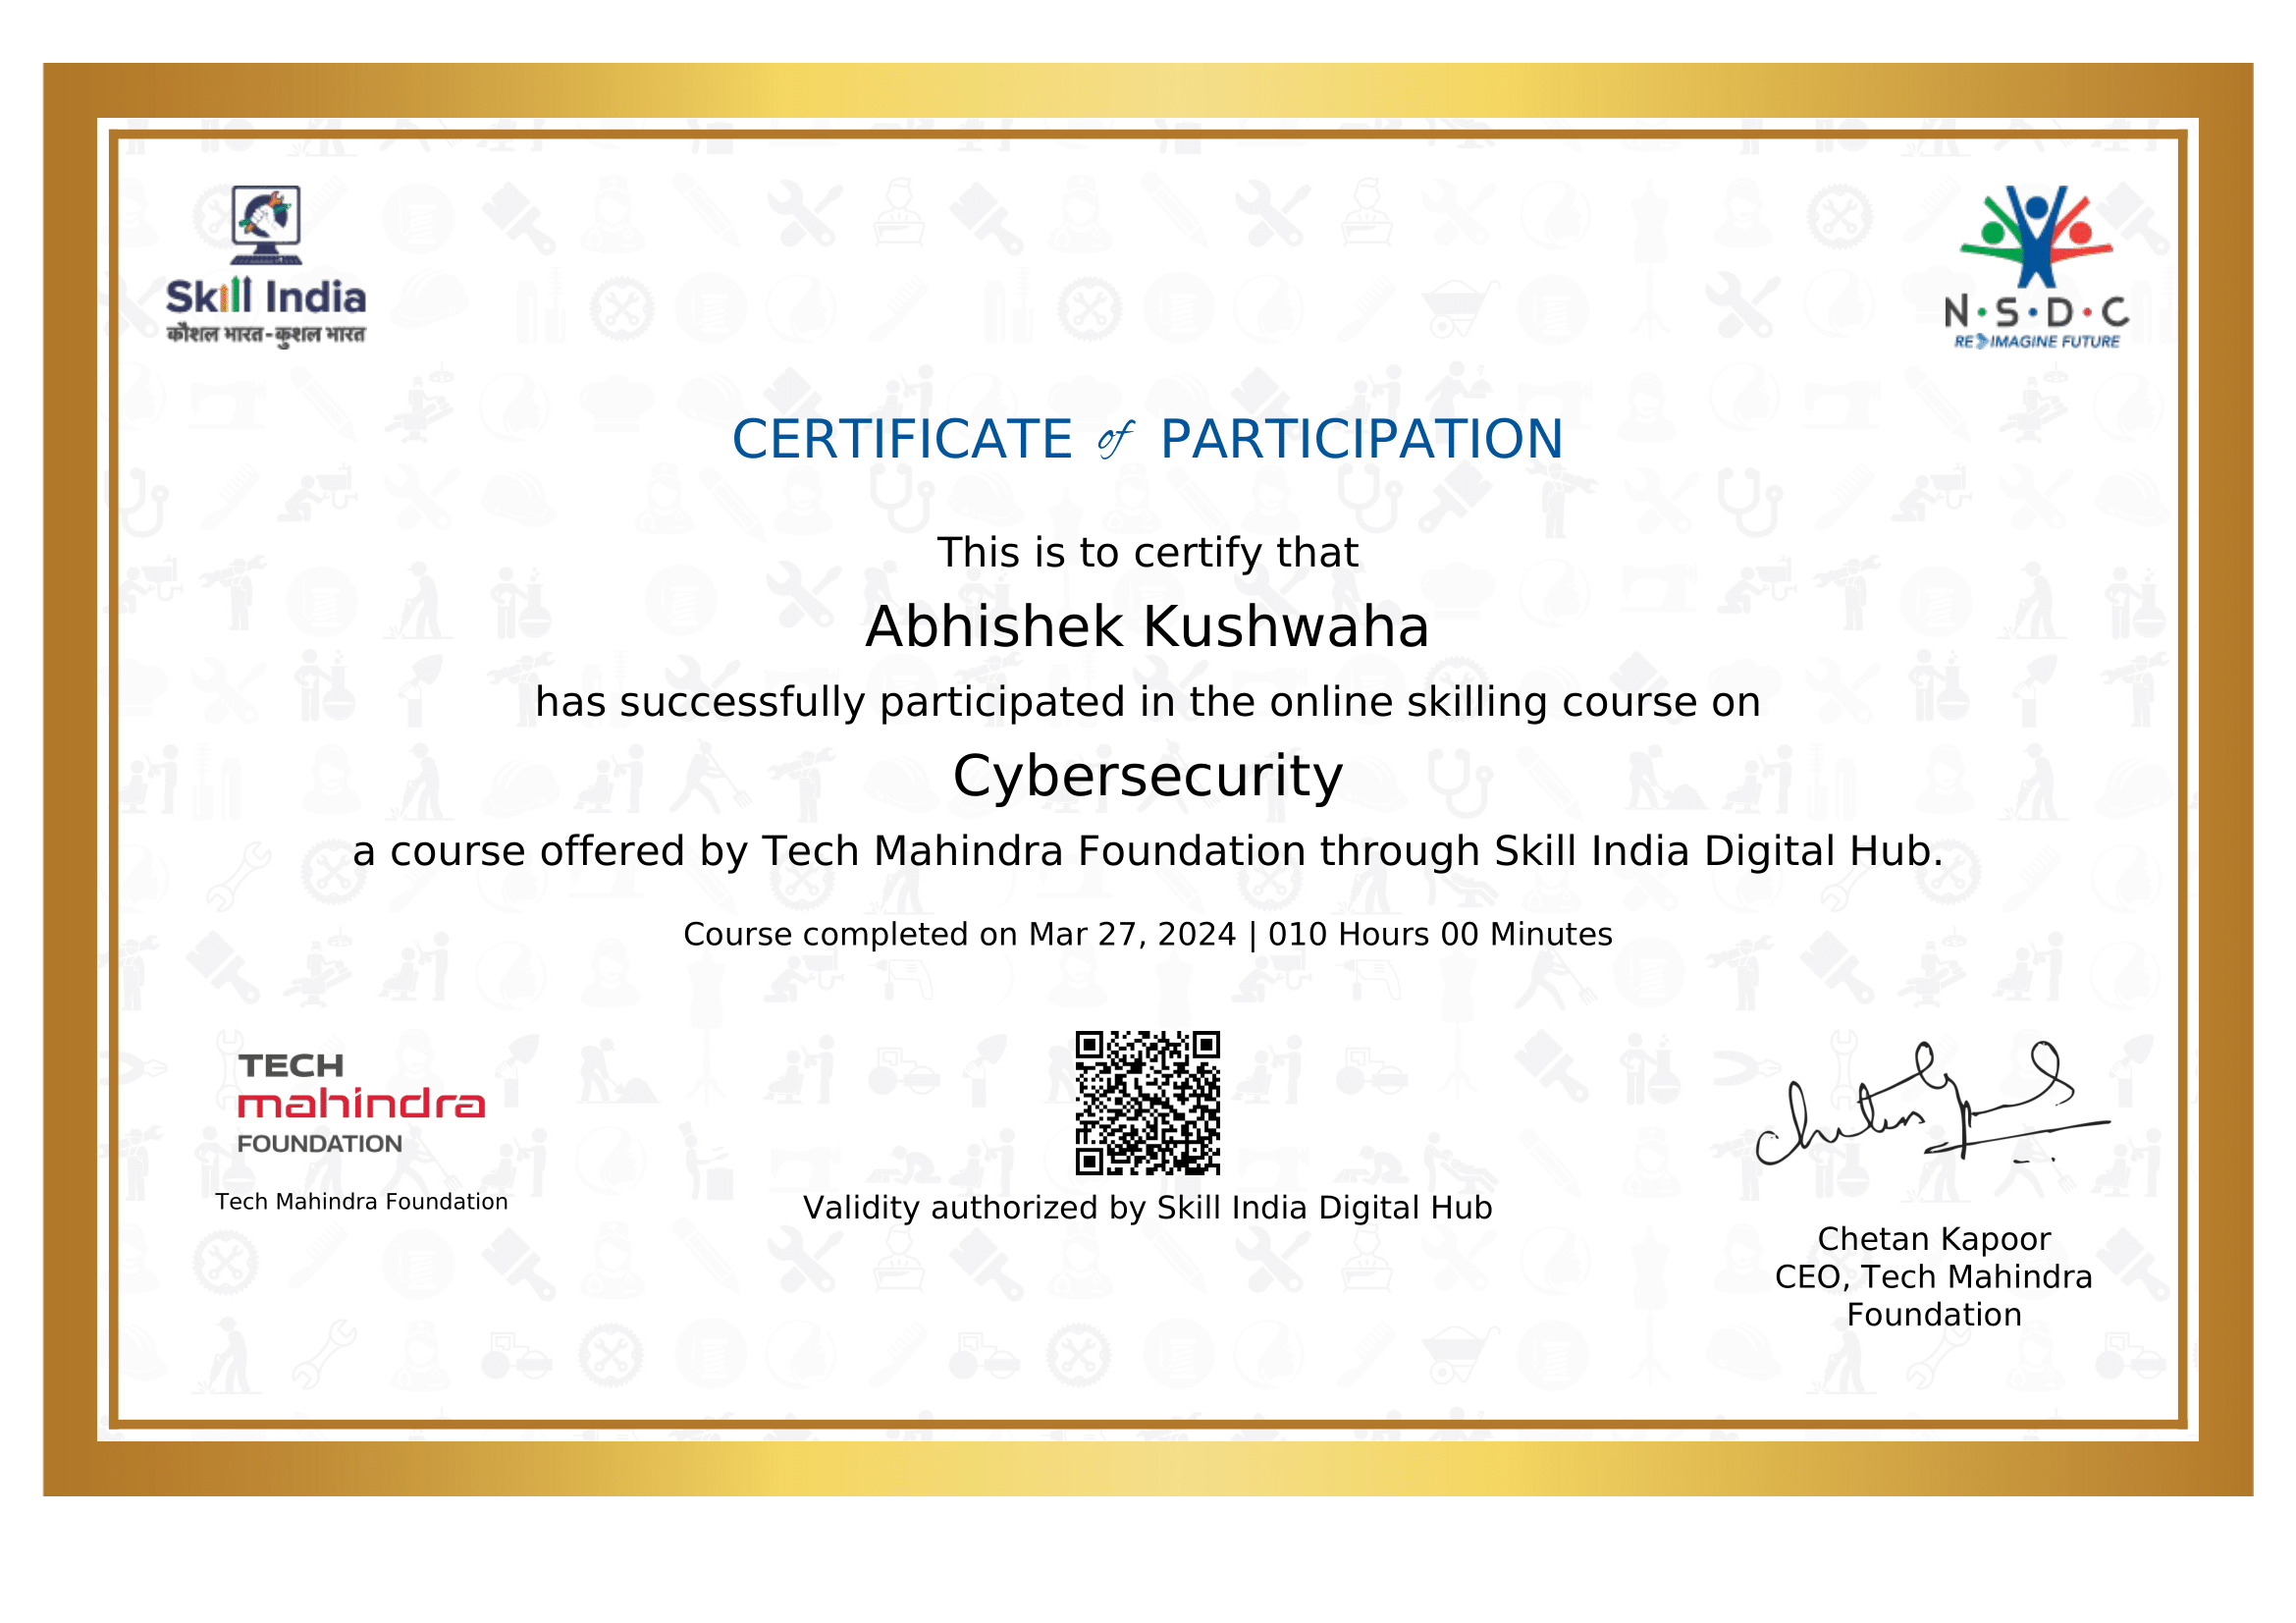 Skill India
कौशल भारत-कुशल भारत
N·S·D·C
RE IMAGINE FUTURE
CERTIFICATE of PARTICIPATION
This is to certify that
Abhishek Kushwaha
has successfully participated in the online skilling course on
Cybersecurity
a course offered by Tech Mahindra Foundation through Skill India Digital Hub.
Course completed on Mar 27, 2024 | 010 Hours 00 Minutes
TECH
mahindra
FOUNDATION
Tech Mahindra Foundation
Validity authorized by Skill India Digital Hub
Chetan Kapoor
CEO, Tech Mahindra
Foundation